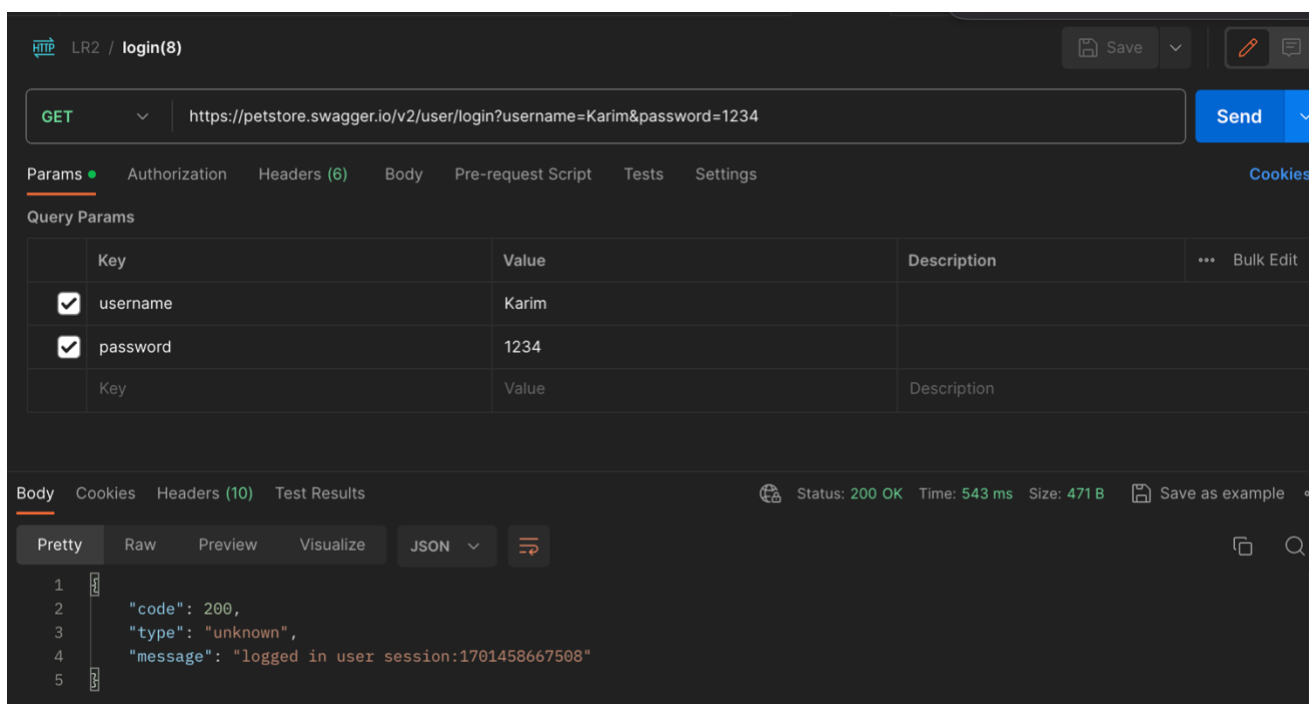 HTTP LR2 / login(8) Save
GET https://petstore.swagger.io/v2/user/login?username=Karim&password=1234 Send
Params Authorization Headers (6) Body Pre-request Script Tests Settings Cookies
Query Params
Key Value Description ••• Bulk Edit
username Karim
password 1234
Key Value Description
Body Cookies Headers (10) Test Results Status: 200 OK Time: 543 ms Size: 471 B Save as example
Pretty Raw Preview Visualize JSON
1 {
2 "code": 200,
3 "type": "unknown",
4 "message": "logged in user session:1701458667508"
5 }